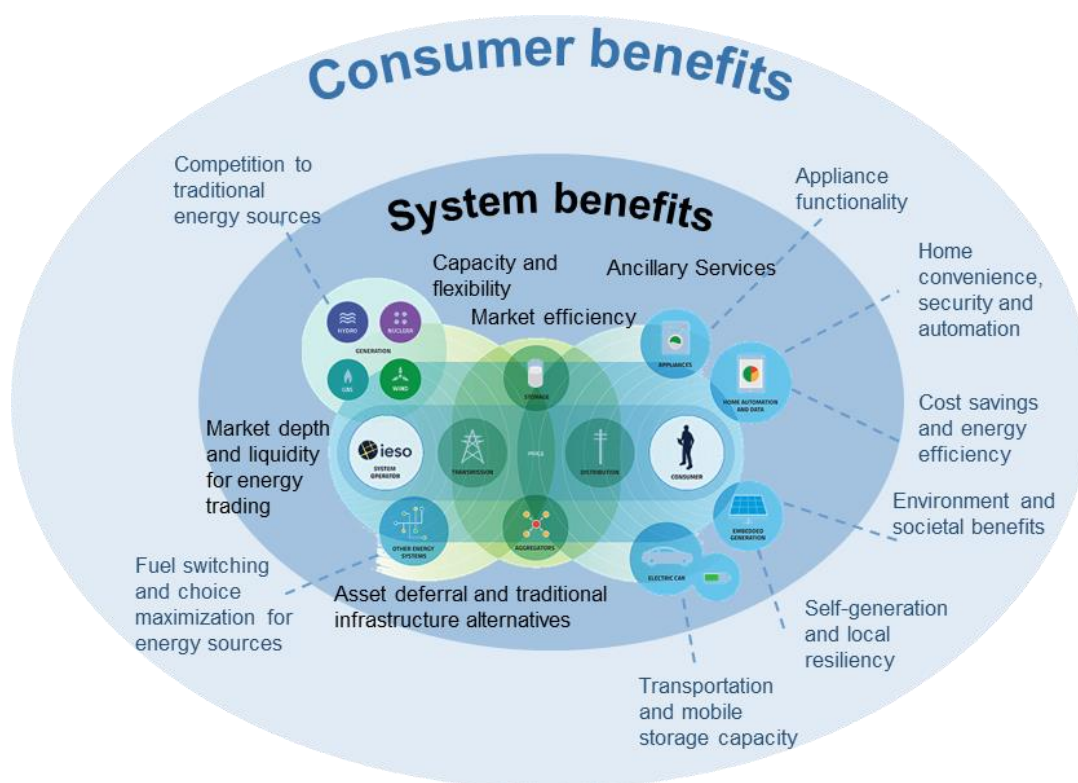 Consumer benefits
Competition to
traditional
energy sources
System benefits
Appliance
functionality
Capacity and
flexibility
Ancillary Services
Home
convenience,
security and
automation
Market efficiency
HYDRO
NUCLEAR
GENERATION
GAS
WIND
STORAGE
APPLIANCES
HOME AUTOMATION
AND DATA
Cost savings
and energy
efficiency
Market depth
and liquidity
for energy
trading
ieso
SYSTEM
OPERATOR
TRANSMISSION
PRICE
DISTRIBUTION
CONSUMER
Environment and
societal benefits
OTHER ENERGY
SYSTEMS
AGGREGATORS
EMBEDDED
GENERATION
ELECTRIC CAR
Fuel switching
and choice
maximization for
energy sources
Asset deferral and traditional
infrastructure alternatives
Self-generation
and local
resiliency
Transportation
and mobile
storage capacity